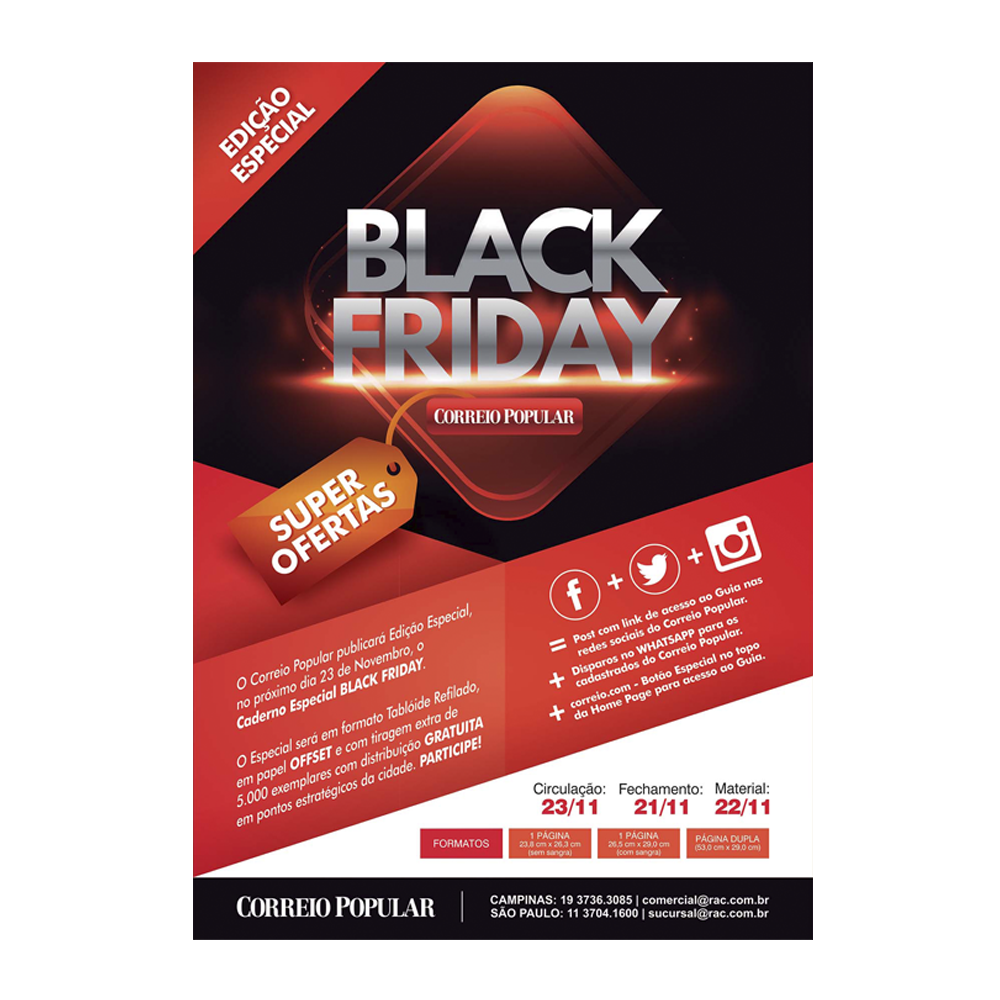 EDIÇÃO
ESPECIAL
BLACK
FRIDAY
CORREIO POPULAR
SUPER
OFERTAS
f + + 
= Post com link de acesso ao Guia nas
redes sociais do Correio Popular.
+ Disparos no WHATSAPP para os
cadastrados do Correio Popular.
+ correio.com - Botão Especial no topo
da Home Page para acesso ao Guia.
O Correio Popular publicará Edição Especial,
no próximo dia 23 de Novembro, o
Caderno Especial BLACK FRIDAY.
O Especial será em formato Tablóide Refilado,
em papel OFFSET e com tiragem extra de
5.000 exemplares com distribuição GRATUITA
em pontos estratégicos da cidade. PARTICIPE!
Circulação: Fechamento: Material:
23/11 21/11 22/11
FORMATOS
1 PÁGINA
23,8 cm x 26,3 cm
(sem sangra)
1 PÁGINA
26,5 cm x 29,0 cm
(com sangra)
PÁGINA DUPLA
(53,0 cm x 29,0 cm)
CORREIO POPULAR
CAMPINAS: 19 3736.3085 | comercial@rac.com.br
SÃO PAULO: 11 3704.1600 | sucursal@rac.com.br